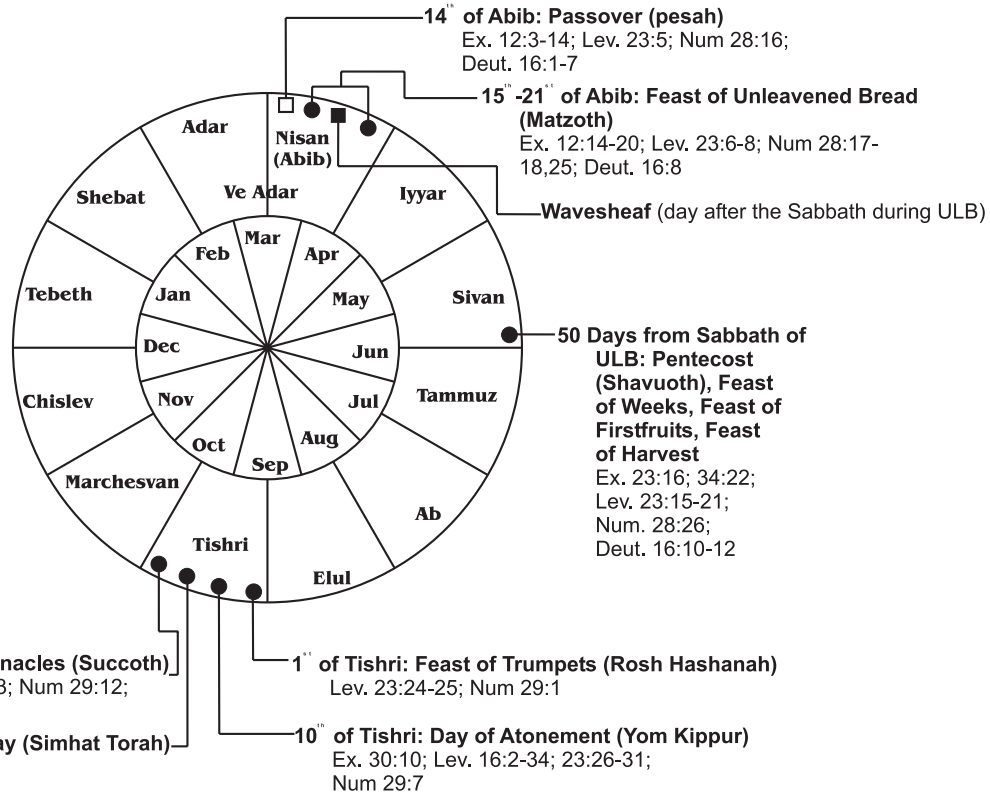 14th of Abib: Passover (pesah)
Ex. 12:3-14; Lev. 23:5; Num 28:16;
Deut. 16:1-7
15th-21st of Abib: Feast of Unleavened Bread
(Matzoth)
Ex. 12:14-20; Lev. 23:6-8; Num 28:17-
18,25; Deut. 16:8
Wavesheaf (day after the Sabbath during ULB)
50 Days from Sabbath of
ULB: Pentecost
(Shavuoth), Feast
of Weeks, Feast of
Firstfruits, Feast
of Harvest
Ex. 23:16; 34:22;
Lev. 23:15-21;
Num. 28:26;
Deut. 16:10-12
Adar
Nisan
(Abib)
Ve Adar
Iyyar
Shebat
Sivan
Tebeth
Tammuz
Chislev
Ab
Marchesvan
Elul
Tishri
Mar
Feb
Apr
Jan
May
Dec
Jun
Nov
Jul
Oct
Aug
Sep
nacles (Succoth)
3; Num 29:12;
ay (Simhat Torah)
1st of Tishri: Feast of Trumpets (Rosh Hashanah)
Lev. 23:24-25; Num 29:1
10th of Tishri: Day of Atonement (Yom Kippur)
Ex. 30:10; Lev. 16:2-34; 23:26-31;
Num 29:7